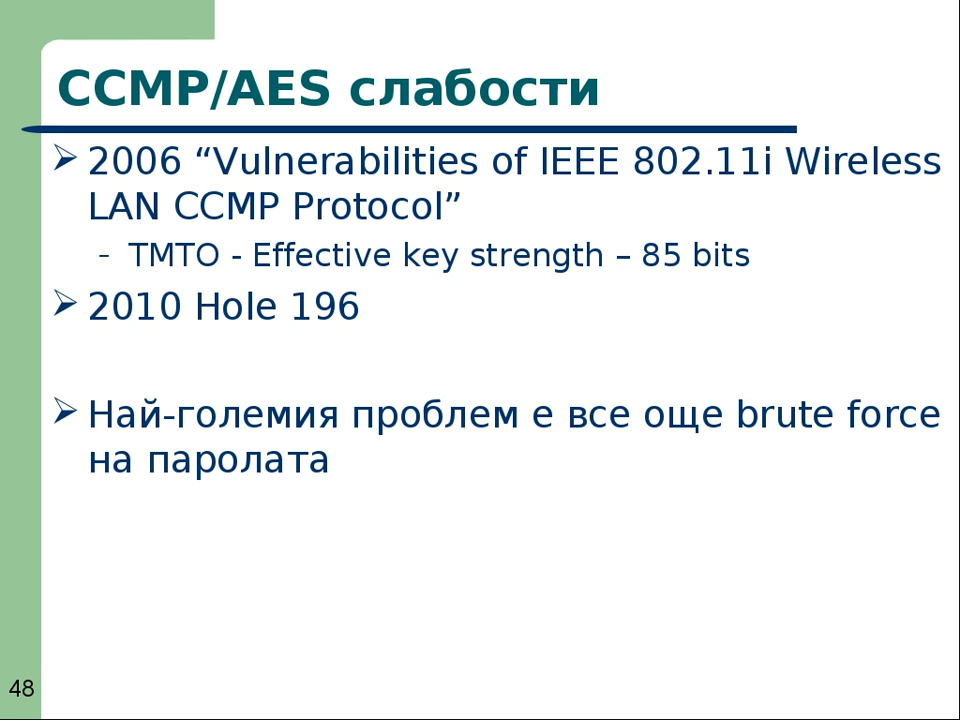 CCMP/AES слабости
2006 “Vulnerabilities of IEEE 802.11i Wireless
LAN CCMP Protocol”
– TMTO - Effective key strength – 85 bits
2010 Hole 196
Най-големия проблем е все още brute force
на паролата
48